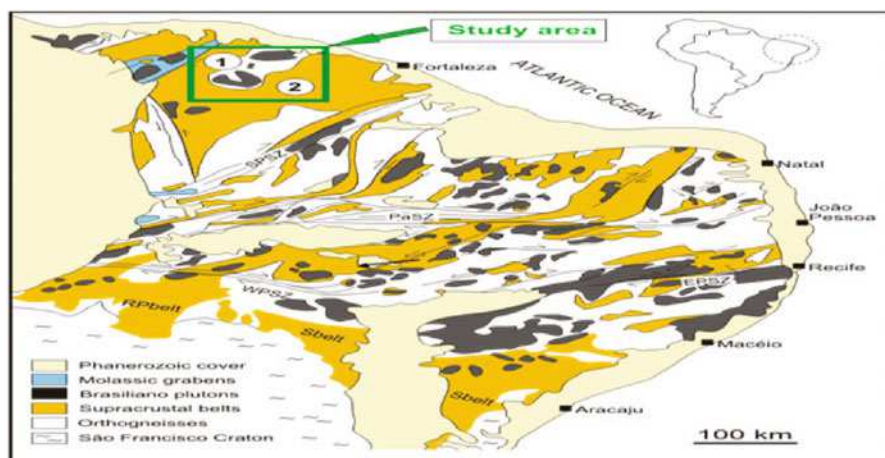 Study area
1
2
Fortaleza
ATLANTIC OCEAN
SPSZ
Natal
João
Pessoa
PaSZ
Recife
WPSZ
EPSZ
RPbelt
Sbelt
Macéio
Sbelt
Aracaju
Phanerozoic cover
Molassic grabens
Brasiliano plutons
Supracrustal belts
Orthogneisses
São Francisco Craton
100 km